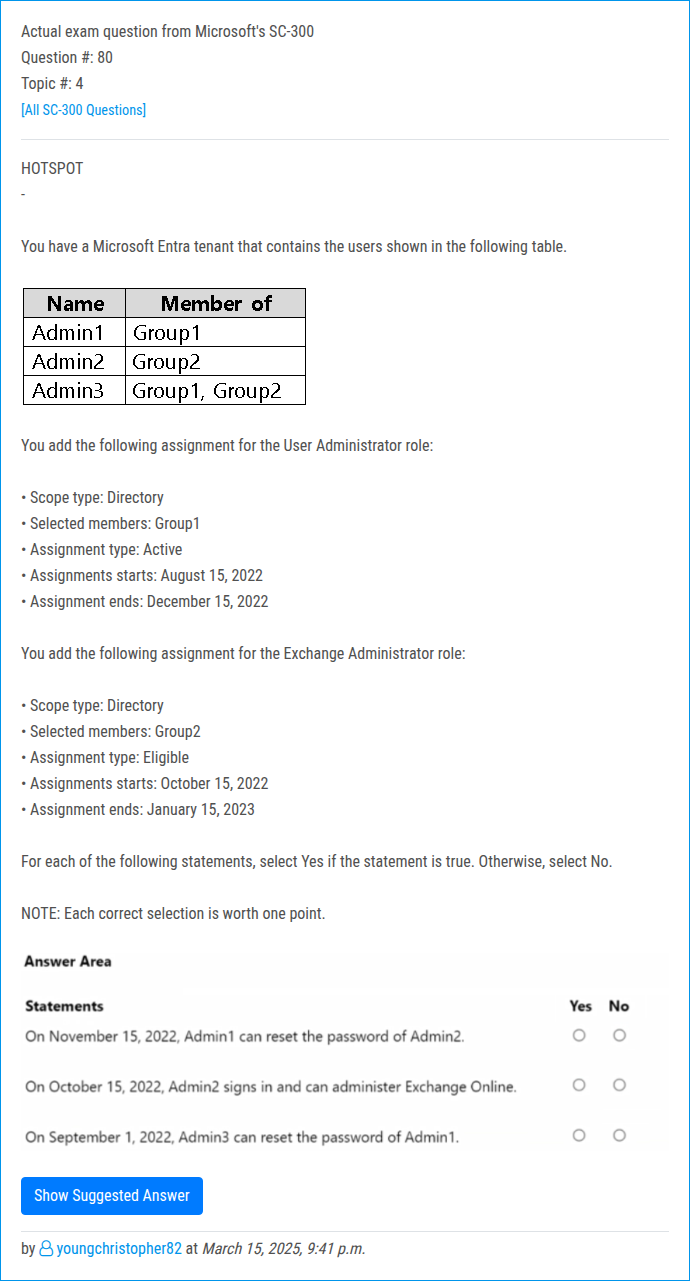 Actual exam question from Microsoft's SC-300
Question #: 80
Topic #: 4
[All SC-300 Questions]
HOTSPOT
-
You have a Microsoft Entra tenant that contains the users shown in the following table.
Name Member of
Admin1 Group1
Admin2 Group2
Admin3 Group1, Group2
You add the following assignment for the User Administrator role:
• Scope type: Directory
• Selected members: Group1
• Assignment type: Active
• Assignments starts: August 15, 2022
• Assignment ends: December 15, 2022
You add the following assignment for the Exchange Administrator role:
• Scope type: Directory
• Selected members: Group2
• Assignment type: Eligible
• Assignments starts: October 15, 2022
• Assignment ends: January 15, 2023
For each of the following statements, select Yes if the statement is true. Otherwise, select No.
NOTE: Each correct selection is worth one point.
Answer Area
Statements Yes No
On November 15, 2022, Admin1 can reset the password of Admin2.
On October 15, 2022, Admin2 signs in and can administer Exchange Online.
On September 1, 2022, Admin3 can reset the password of Admin1.
Show Suggested Answer
by youngchristopher82 at March 15, 2025, 9:41 p.m.